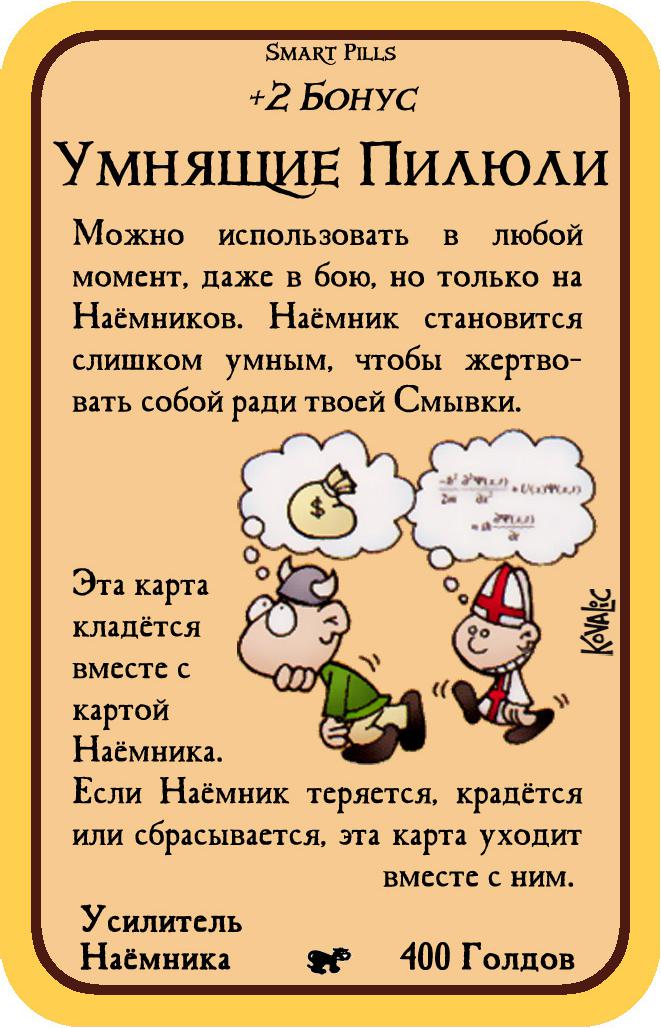 Smart Pills
+2 Бонус
Умнящие Пилюли
Можно использовать в любой
момент, даже в бою, но только на
Наёмников. Наёмник становится
слишком умным, чтобы жертво-
вать собой ради твоей Смывки.
$
Эта карта
кладётся
вместе с
картой
Наёмника.
KOVALIC
Если Наёмник теряется, крадётся
или сбрасывается, эта карта уходит
вместе с ним.
Усилитель
Наёмника
400 Голдов